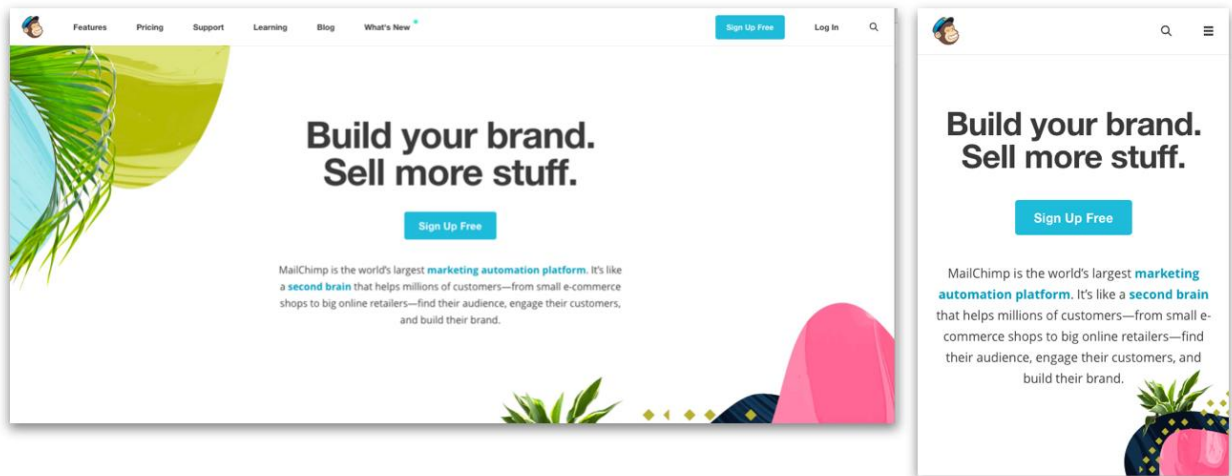 Features Pricing Support Learning Blog What's New Sign Up Free Log In
Build your brand.
Sell more stuff.
Sign Up Free
MailChimp is the world's largest marketing automation platform. It's like
a second brain that helps millions of customers—from small e-commerce
shops to big online retailers—find their audience, engage their customers,
and build their brand.
Build your brand.
Sell more stuff.
Sign Up Free
MailChimp is the world's largest marketing
automation platform. It's like a second brain
that helps millions of customers—from small e-
commerce shops to big online retailers—find
their audience, engage their customers, and
build their brand.